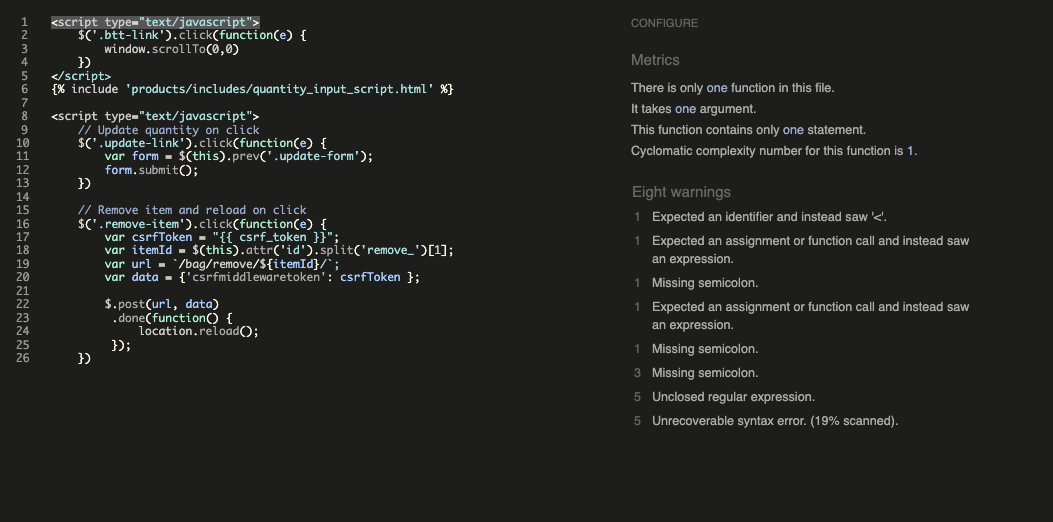 1 <script type="text/javascript">
2 $('.btt-link').click(function(e) {
3 window.scrollTo(0,0)
4 })
5 </script>
6 {% include 'products/includes/quantity_input_script.html' %}
7
8 <script type="text/javascript">
9 // Update quantity on click
10 $('.update-link').click(function(e) {
11 var form = $(this).prev('.update-form');
12 form.submit();
13 })
14
15 // Remove item and reload on click
16 $('.remove-item').click(function(e) {
17 var csrfToken = "{{ csrf_token }}";
18 var itemId = $(this).attr('id').split('remove_')[1];
19 var url = `/bag/remove/${itemId}/`;
20 var data = {'csrfmiddlewaretoken': csrfToken };
21
22 $.post(url, data)
23 .done(function() {
24 location.reload();
25 });
26 })
CONFIGURE
Metrics
There is only one function in this file.
It takes one argument.
This function contains only one statement.
Cyclomatic complexity number for this function is 1.
Eight warnings
1 Expected an identifier and instead saw '<'.
1 Expected an assignment or function call and instead saw
an expression.
1 Missing semicolon.
1 Expected an assignment or function call and instead saw
an expression.
1 Missing semicolon.
3 Missing semicolon.
5 Unclosed regular expression.
5 Unrecoverable syntax error. (19% scanned).